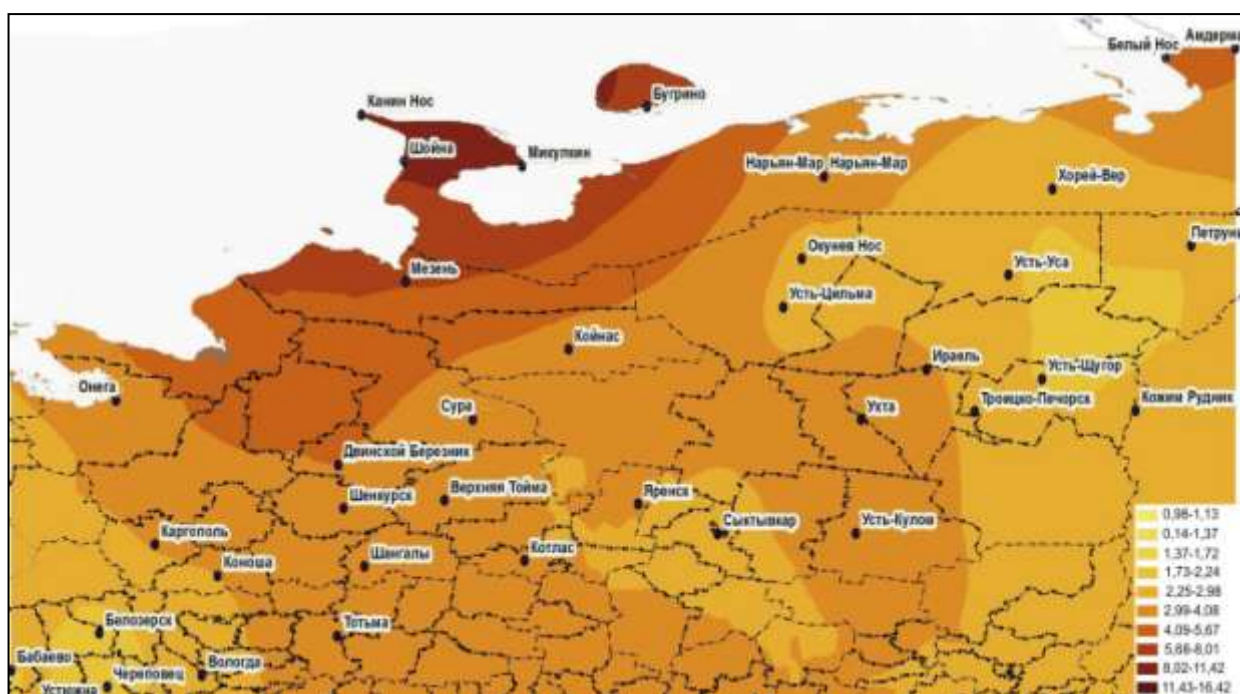 Амдерма
Белый Нос
Бугрино
Канин Нос
Шойна
Микулкин
Нарьян-Мар Нарьян-Мар
Хорей-Вер
Окунев Нос
Петрунь
Усть-Уса
Мезень
Усть-Цильма
Койнас
Ираель
Усть-Щугор
Онега
Сура
Ухта
Троицко-Печорск
Кожим Рудник
Двинской Березник
Шенкурск
Верхняя Тойма
Яренск
Сыктывкар
Усть-Кулом
Каргополь
Коноша
Шангалы
Котлас
Белозерск
Тотьма
Бабаево
Череповец
Вологда
Устюжна
0,98-1,13
0,14-1,37
1,37-1,72
1,73-2,24
2,25-2,98
2,99-4,08
4,09-5,67
5,68-8,01
8,02-11,42
11,43-16,42